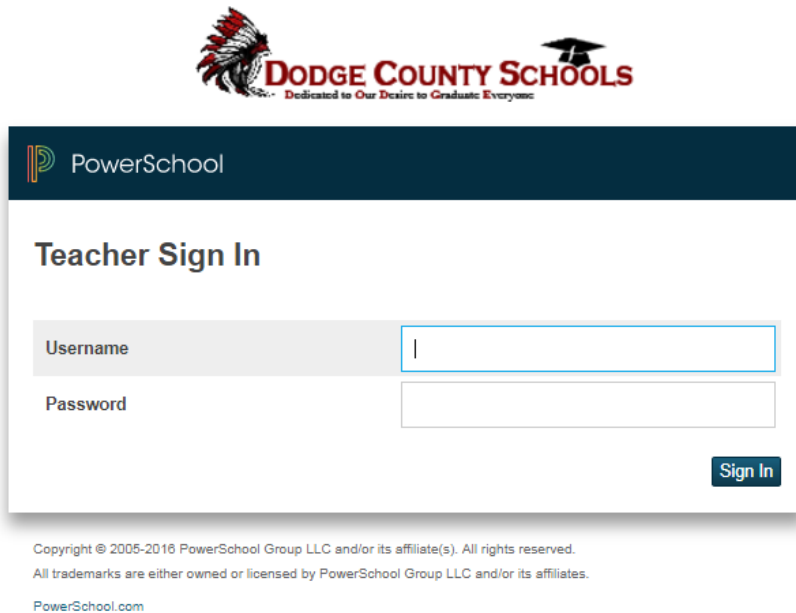 DODGE COUNTY SCHOOLS
Dedicated to Our Desire to Graduate Everyone
PowerSchool
Teacher Sign In
Username
Password
Sign In
Copyright © 2005-2016 PowerSchool Group LLC and/or its affiliate(s). All rights reserved.
All trademarks are either owned or licensed by PowerSchool Group LLC and/or its affiliates.
PowerSchool.com